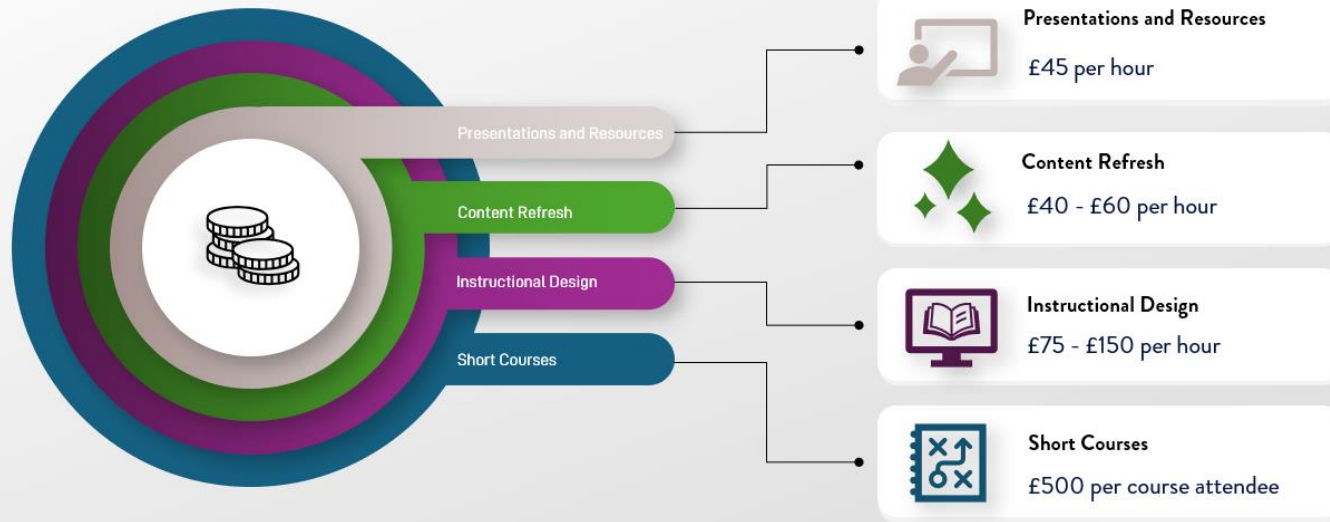 Presentations and Resources
Content Refresh
Instructional Design
Short Courses
Presentations and Resources
£45 per hour
Content Refresh
£40 - £60 per hour
Instructional Design
£75 - £150 per hour
Short Courses
£500 per course attendee